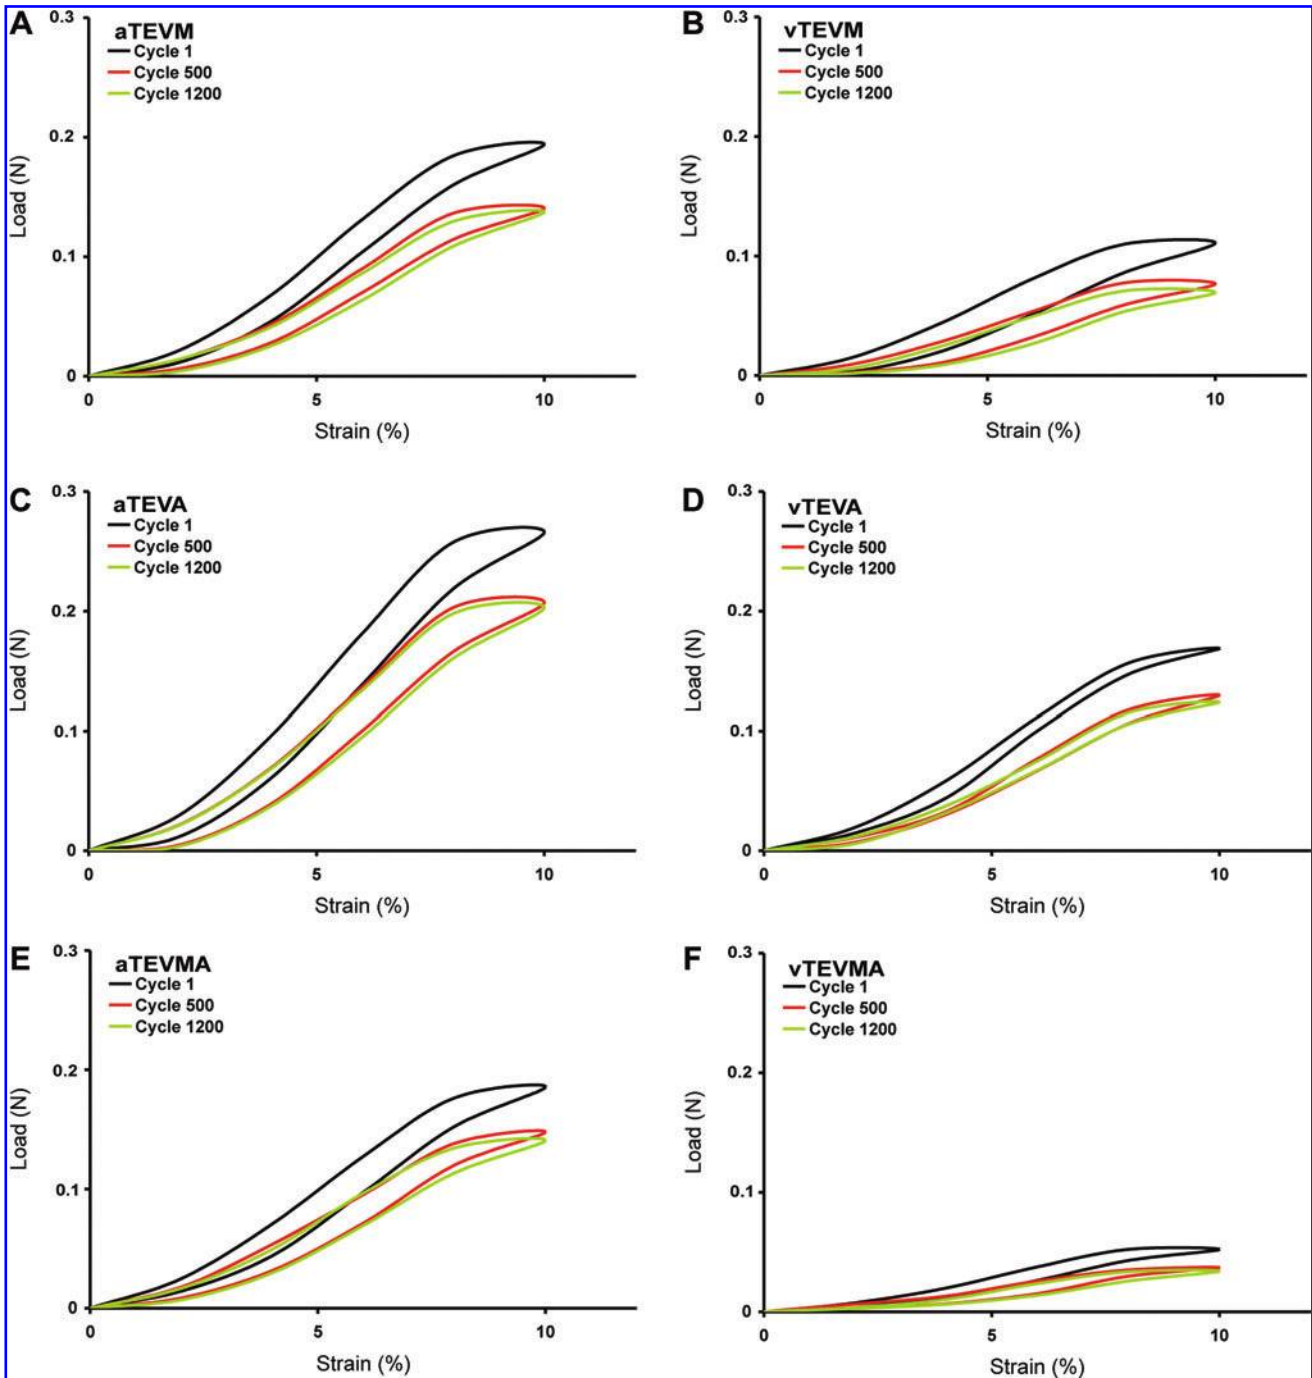 A
aTEVM
Cycle 1
Cycle 500
Cycle 1200
0.3
0.2
0.1
0
Load (N)
0
5
10
Strain (%)
B
vTEVM
Cycle 1
Cycle 500
Cycle 1200
0.3
0.2
0.1
0
Load (N)
0
5
10
Strain (%)
C
aTEVA
Cycle 1
Cycle 500
Cycle 1200
0.3
0.2
0.1
0
Load (N)
0
5
10
Strain (%)
D
vTEVA
Cycle 1
Cycle 500
Cycle 1200
0.3
0.2
0.1
0
Load (N)
0
5
10
Strain (%)
E
aTEVMA
Cycle 1
Cycle 500
Cycle 1200
0.3
0.2
0.1
0
Load (N)
0
5
10
Strain (%)
F
vTEVMA
Cycle 1
Cycle 500
Cycle 1200
0.3
0.2
0.1
0
Load (N)
0
5
10
Strain (%)